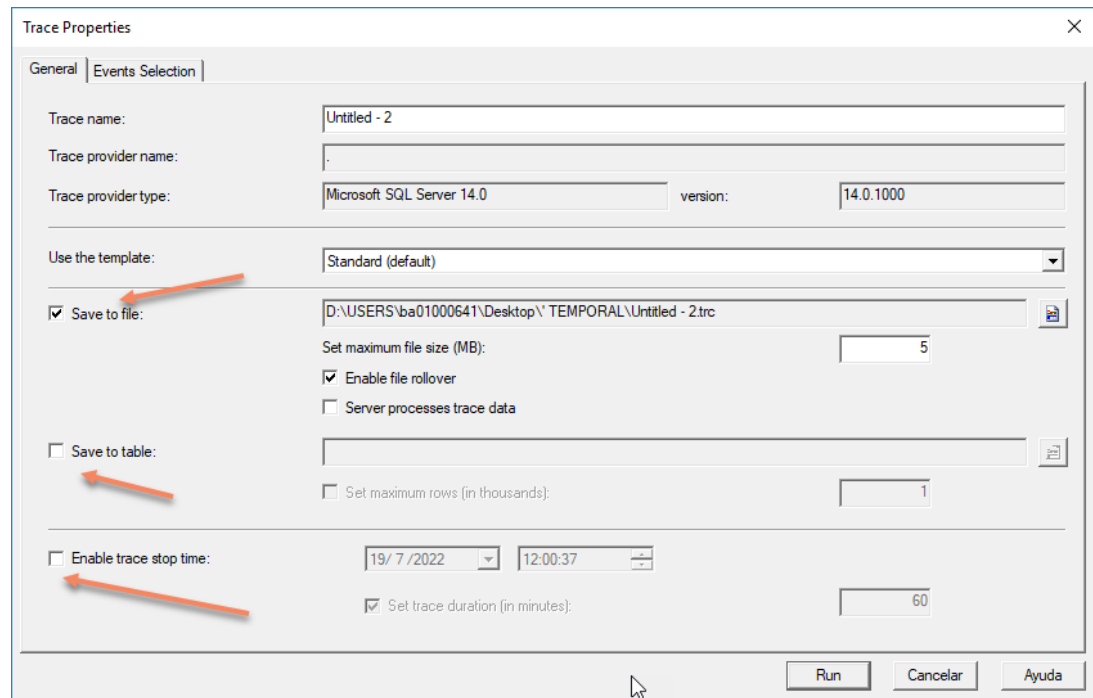 Trace Properties
General Events Selection
Trace name: Untitled - 2
Trace provider name: .
Trace provider type: Microsoft SQL Server 14.0 version: 14.0.1000
Use the template: Standard (default)
Save to file: D:\USERS\ba01000641\Desktop\' TEMPORAL\Untitled - 2.trc
Set maximum file size (MB): 5
Enable file rollover
Server processes trace data
Save to table:
Set maximum rows (in thousands): 1
Enable trace stop time: 19/ 7 /2022 12:00:37
Set trace duration (in minutes): 60
Run Cancelar Ayuda